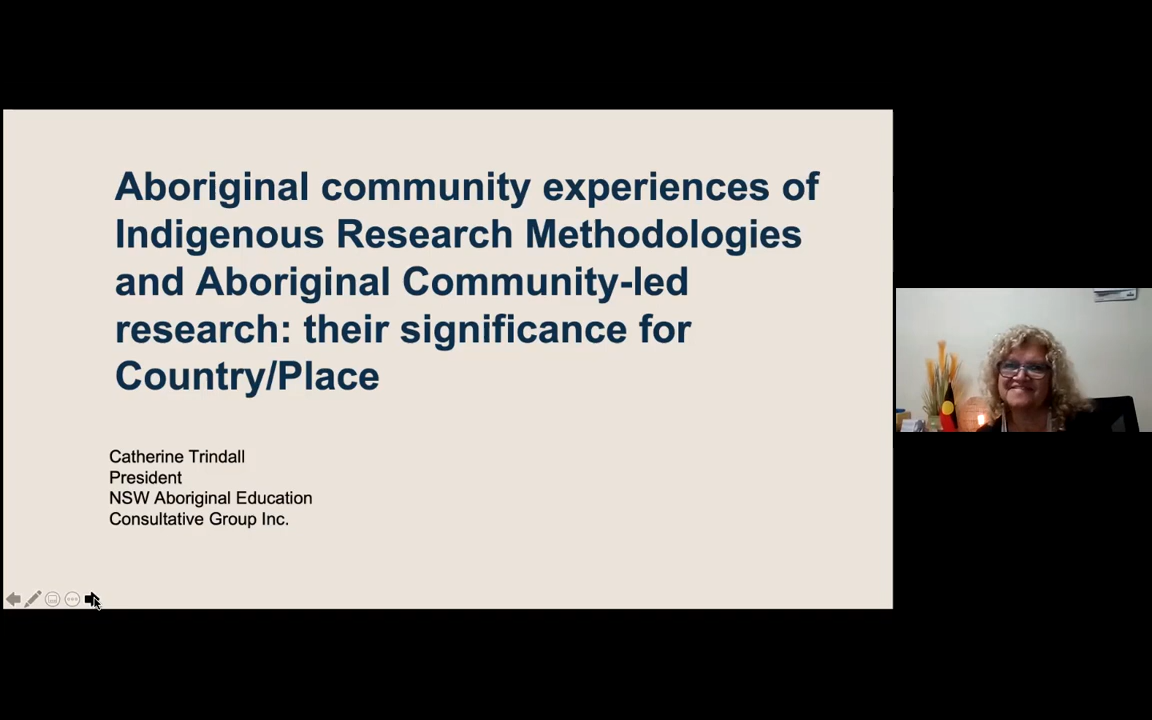 Aboriginal community experiences of
Indigenous Research Methodologies
and Aboriginal Community-led
research: their significance for
Country/Place
Catherine Trindall
President
NSW Aboriginal Education
Consultative Group Inc.